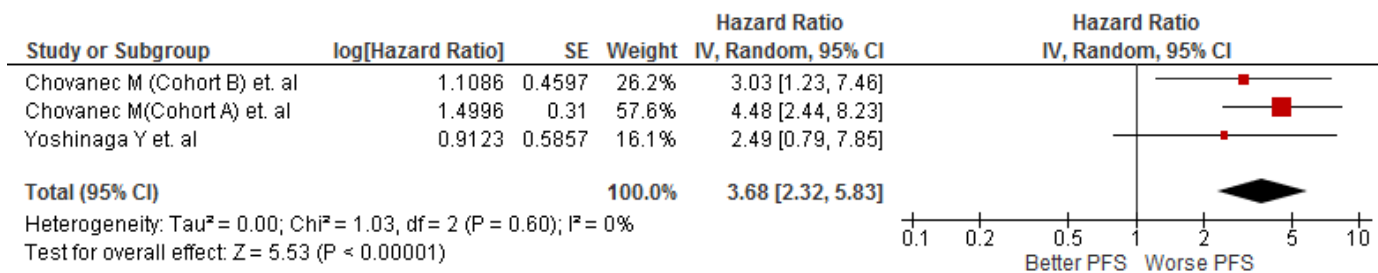 Hazard Ratio Hazard Ratio
Study or Subgroup log[Hazard Ratio] SE Weight IV, Random, 95% CI IV, Random, 95% CI
Chovanec M (Cohort B) et. al 1.1086 0.4597 26.2% 3.03 [1.23, 7.46]
Chovanec M(Cohort A) et. al 1.4996 0.31 57.6% 4.48 [2.44, 8.23]
Yoshinaga Y et. al 0.9123 0.5857 16.1% 2.49 [0.79, 7.85]
Total (95% CI) 100.0% 3.68 [2.32, 5.83]
Heterogeneity: Tau² = 0.00; Chi² = 1.03, df = 2 (P = 0.60); I² = 0%
Test for overall effect: Z = 5.53 (P < 0.00001)
0.1 0.2 0.5 1 2 5 10
Better PFS Worse PFS